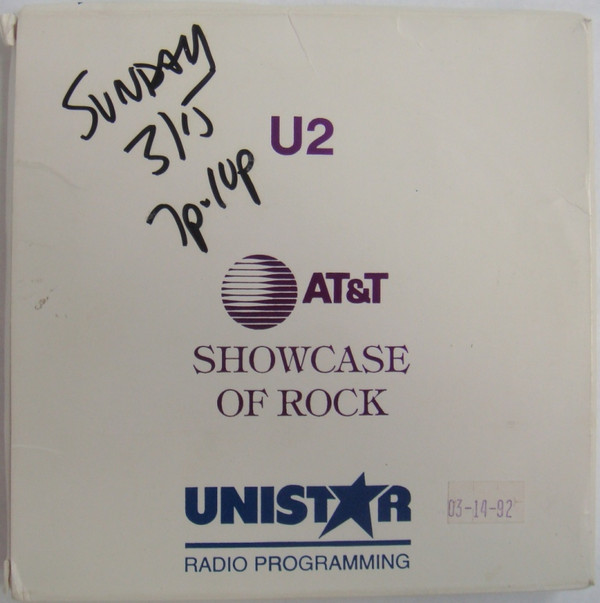 SUNDAY
3/15
7p-10p
U2
AT&T
SHOWCASE
OF ROCK
UNISTAR
03-14-92
RADIO PROGRAMMING